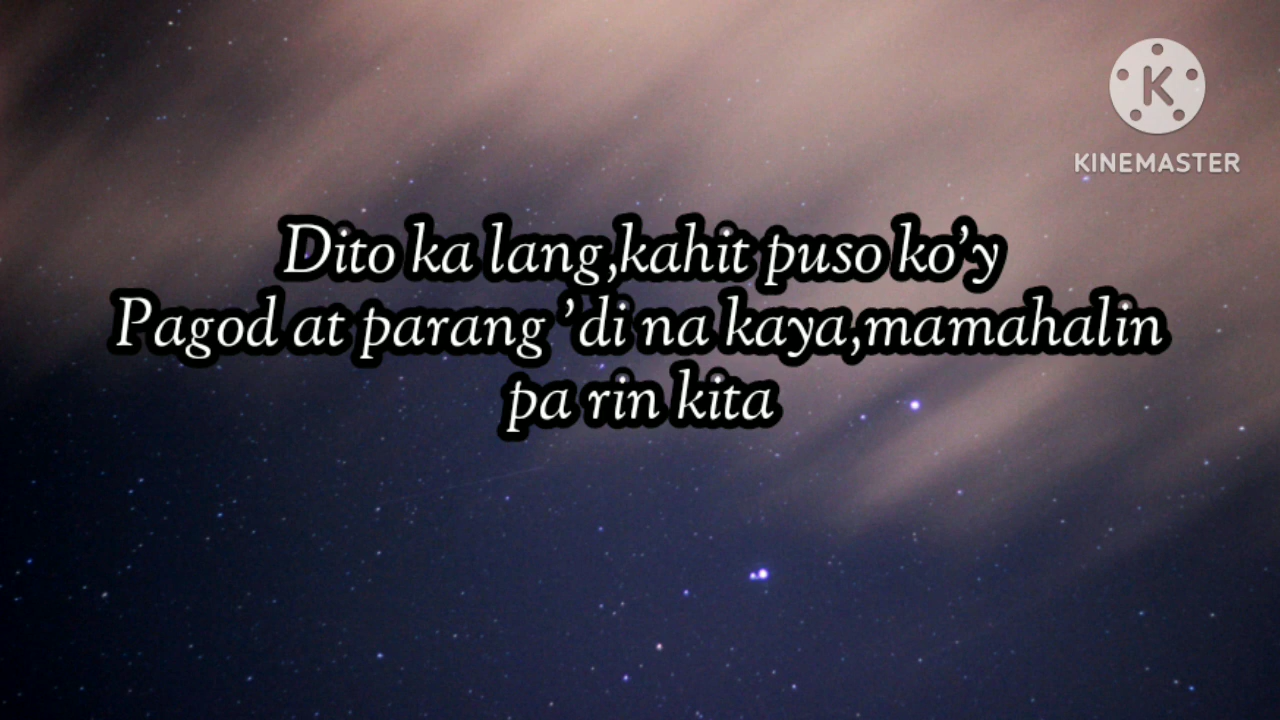 K
KINEMASTER
Dito ka lang,kahit puso ko’y
Pagod at parang ’di na kaya,mamahalin
pa rin kita